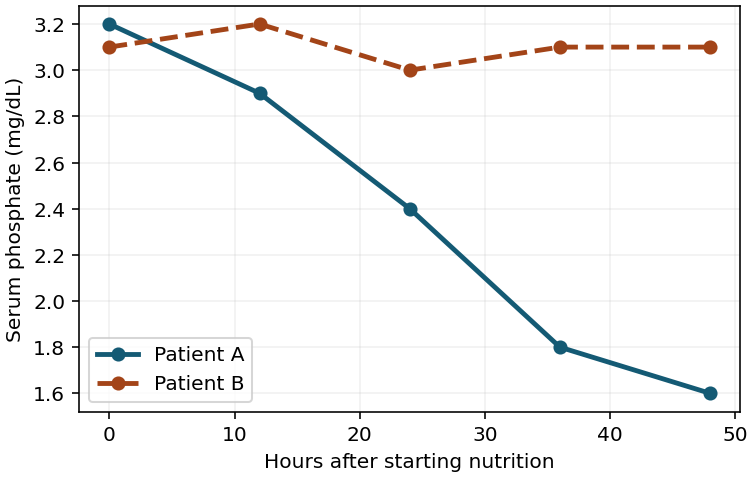 Serum phosphate (mg/dL)
3.2
3.0
2.8
2.6
2.4
2.2
2.0
1.8
1.6
Patient A
Patient B
0 10 20 30 40 50
Hours after starting nutrition